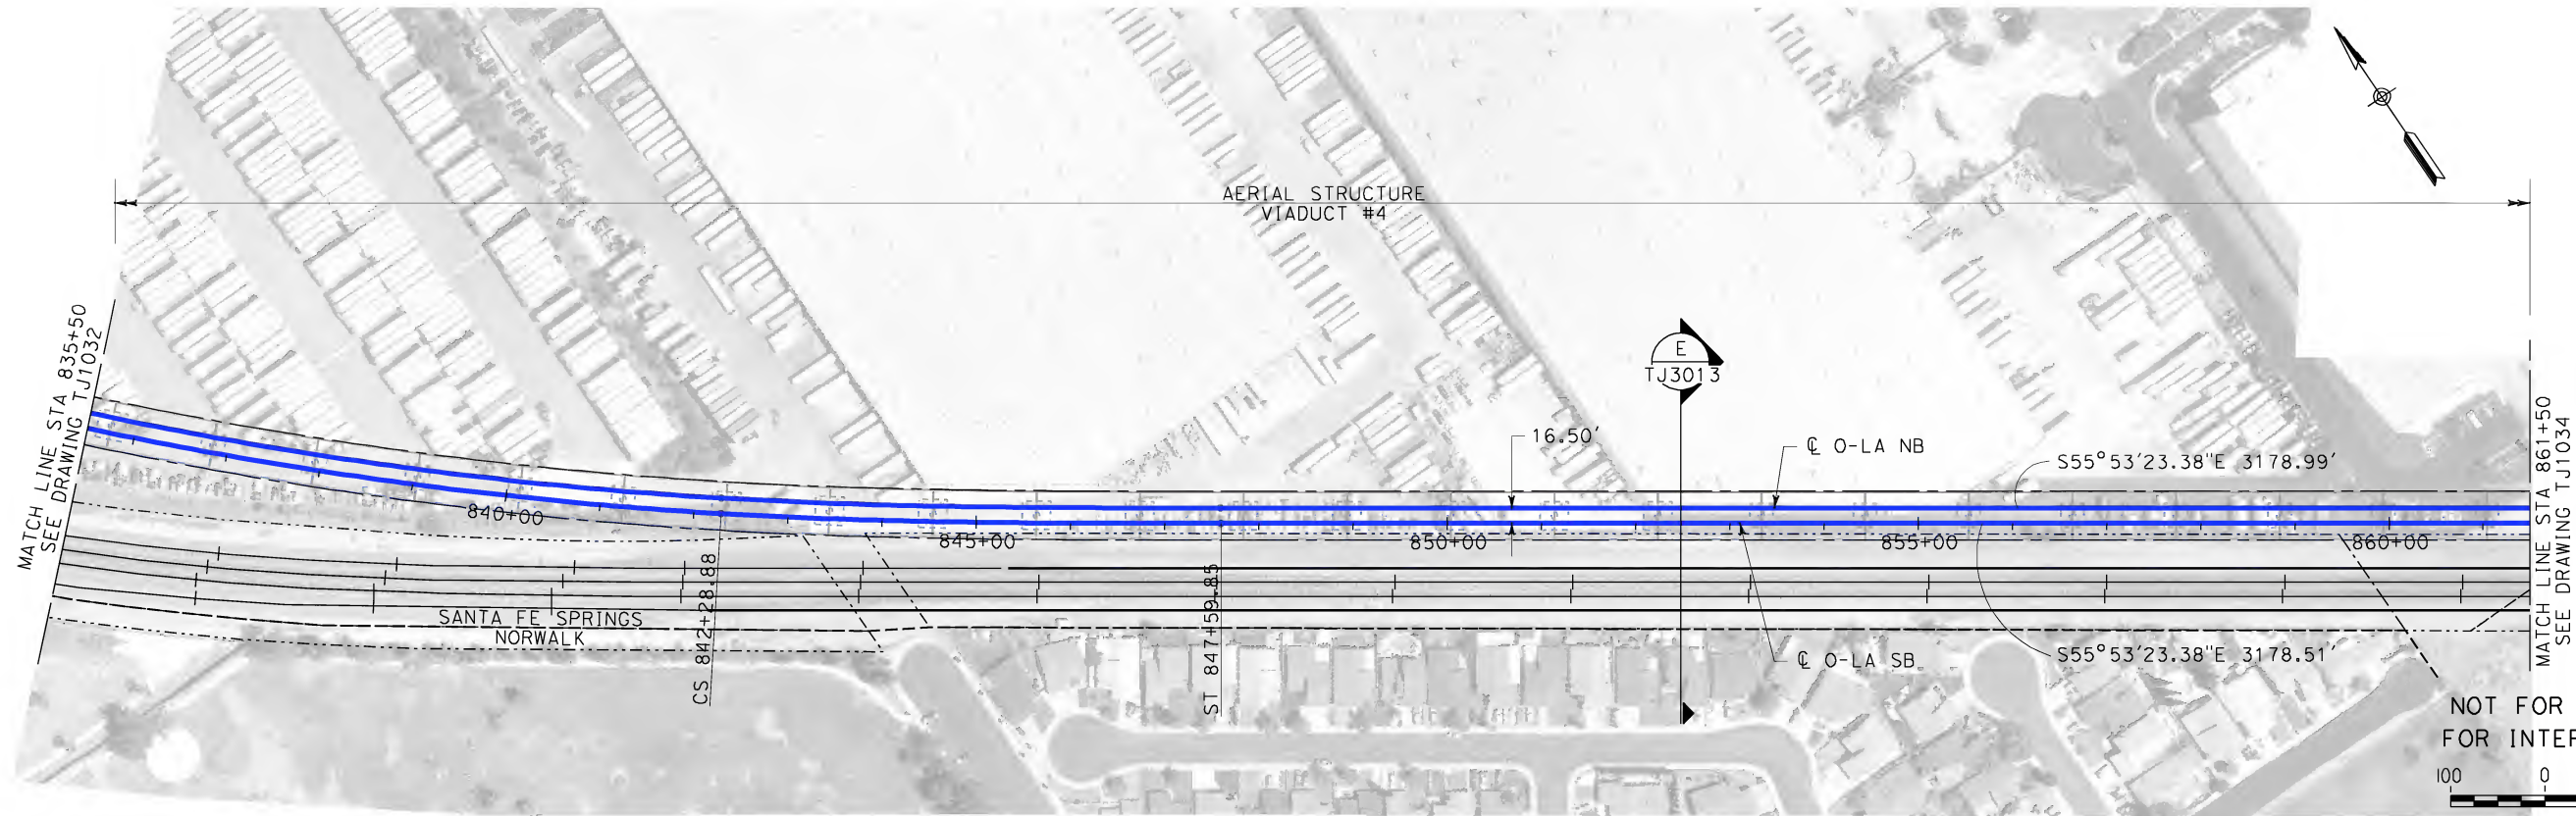 AERIAL STRUCTURE
VIADUCT #4
MATCH LINE STA 835+50
SEE DRAWING TJ1032
E
TJ3013
16.50'
℄ O-LA NB
S55°53'23.38"E 3178.99'
840+00
845+00
850+00
855+00
860+00
CS 842+28.88
ST 847+59.85
SANTA FE SPRINGS
NORWALK
℄ O-LA SB
S55°53'23.38"E 3178.51'
MATCH LINE STA 861+50
SEE DRAWING TJ1034
NOT FOR
FOR INTER
100 0